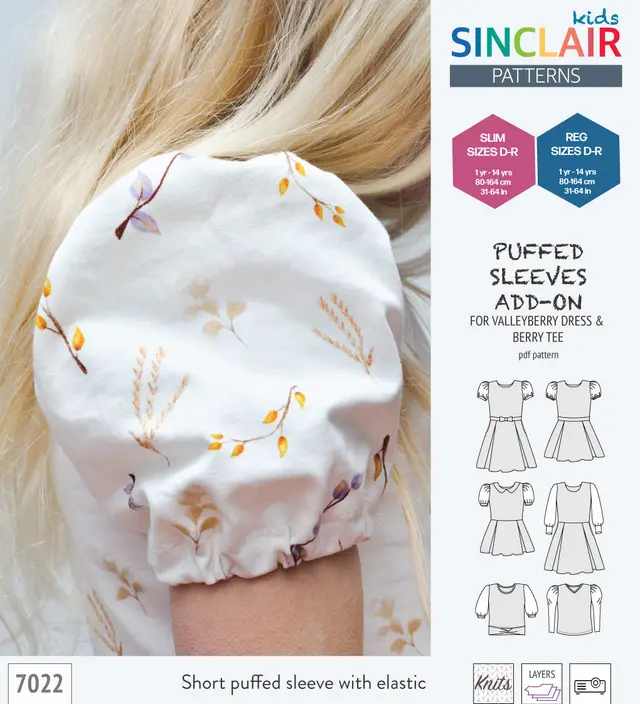 kids
SINCLAIR
PATTERNS
SLIM
SIZES D-R
1 yr - 14 yrs
80-164 cm
31-64 in
REG
SIZES D-R
1 yr - 14 yrs
80-164 cm
31-64 in
PUFFED
SLEEVES
ADD-ON
FOR VALLEYBERRY DRESS &
BERRY TEE
pdf pattern
7022
Short puffed sleeve with elastic
Knits
LAYERS